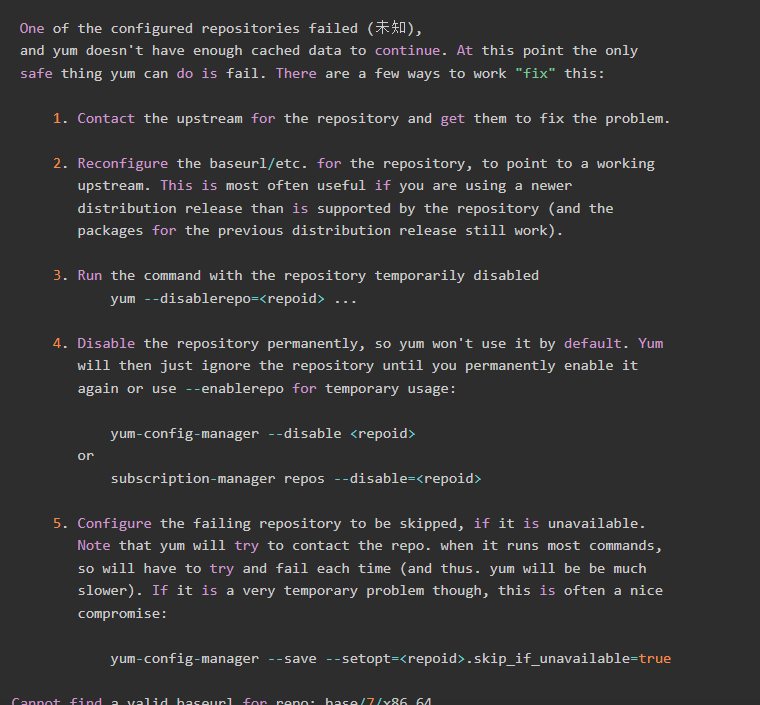 One of the configured repositories failed (未知),
and yum doesn't have enough cached data to continue. At this point the only
safe thing yum can do is fail. There are a few ways to work "fix" this:
1. Contact the upstream for the repository and get them to fix the problem.
2. Reconfigure the baseurl/etc. for the repository, to point to a working
upstream. This is most often useful if you are using a newer
distribution release than is supported by the repository (and the
packages for the previous distribution release still work).
3. Run the command with the repository temporarily disabled
yum --disablerepo=<repoid> ...
4. Disable the repository permanently, so yum won't use it by default. Yum
will then just ignore the repository until you permanently enable it
again or use --enablerepo for temporary usage:
yum-config-manager --disable <repoid>
or
subscription-manager repos --disable=<repoid>
5. Configure the failing repository to be skipped, if it is unavailable.
Note that yum will try to contact the repo. when it runs most commands,
so will have to try and fail each time (and thus. yum will be be much
slower). If it is a very temporary problem though, this is often a nice
compromise:
yum-config-manager --save --setopt=<repoid>.skip_if_unavailable=true
Cannot find a valid baseurl for repo: base/7/x86_64